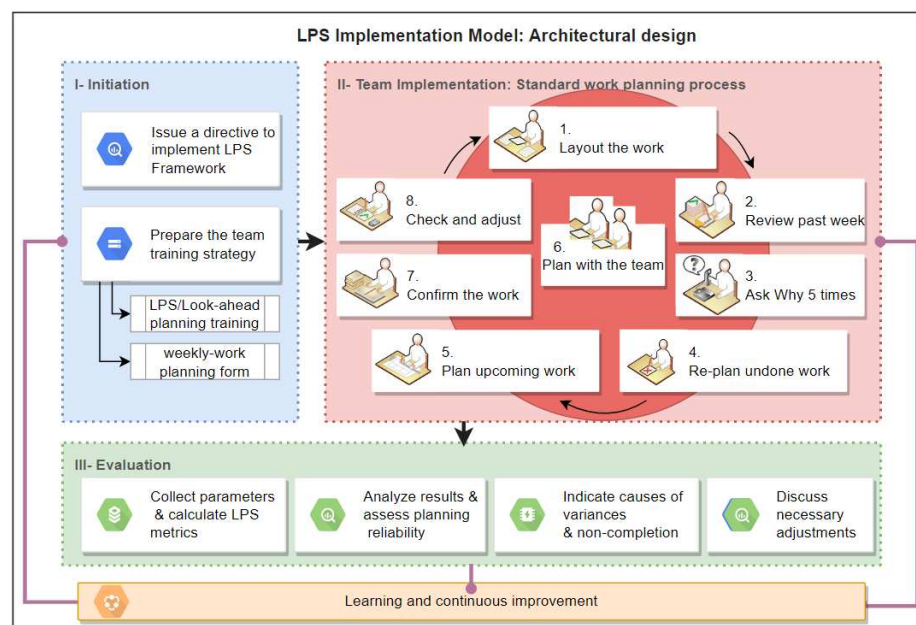 LPS Implementation Model: Architectural design
I- Initiation
Issue a directive to
implement LPS
Framework
Prepare the team
training strategy
LPS/Look-ahead
planning training
weekly-work
planning form
II- Team Implementation: Standard work planning process
1.
Layout the work
2.
Review past week
3.
Ask Why 5 times
4.
Re-plan undone work
5.
Plan upcoming work
6.
Plan with the team
7.
Confirm the work
8.
Check and adjust
?
III- Evaluation
Collect parameters
& calculate LPS
metrics
Analyze results &
assess planning
reliability
Indicate causes of
variances
& non-completion
Discuss
necessary
adjustments
Learning and continuous improvement